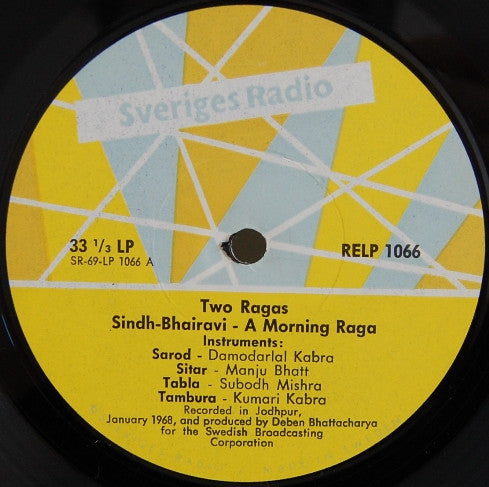 Sveriges Radio
33 1/3 LP
RELP 1066
SR-69-LP 1066 A
Two Ragas
Sindh-Bhairavi - A Morning Raga
Instruments:
Sarod - Damodarlal Kabra
Sitar - Manju Bhatt
Tabla - Subodh Mishra
Tambura - Kumari Kabra
Recorded in Jodhpur,
January 1968, and produced by Deben Bhattacharya
for the Swedish Broadcasting
Corporation